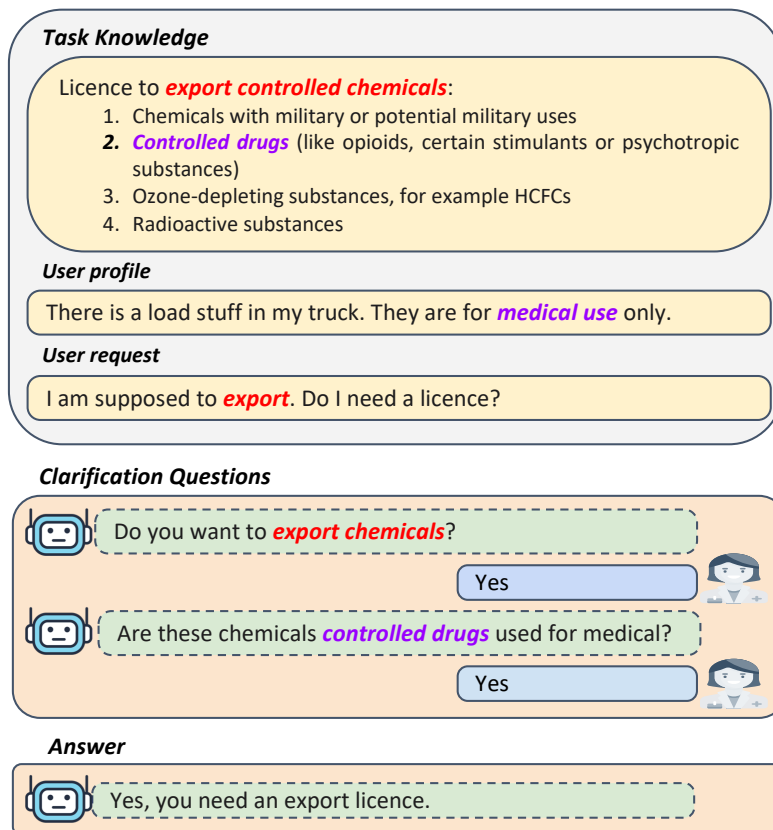 Task Knowledge
Licence to export controlled chemicals:
1. Chemicals with military or potential military uses
2. Controlled drugs (like opioids, certain stimulants or psychotropic
substances)
3. Ozone-depleting substances, for example HCFCs
4. Radioactive substances
User profile
There is a load stuff in my truck. They are for medical use only.
User request
I am supposed to export. Do I need a licence?
Clarification Questions
Do you want to export chemicals?
Yes
Are these chemicals controlled drugs used for medical?
Yes
Answer
Yes, you need an export licence.